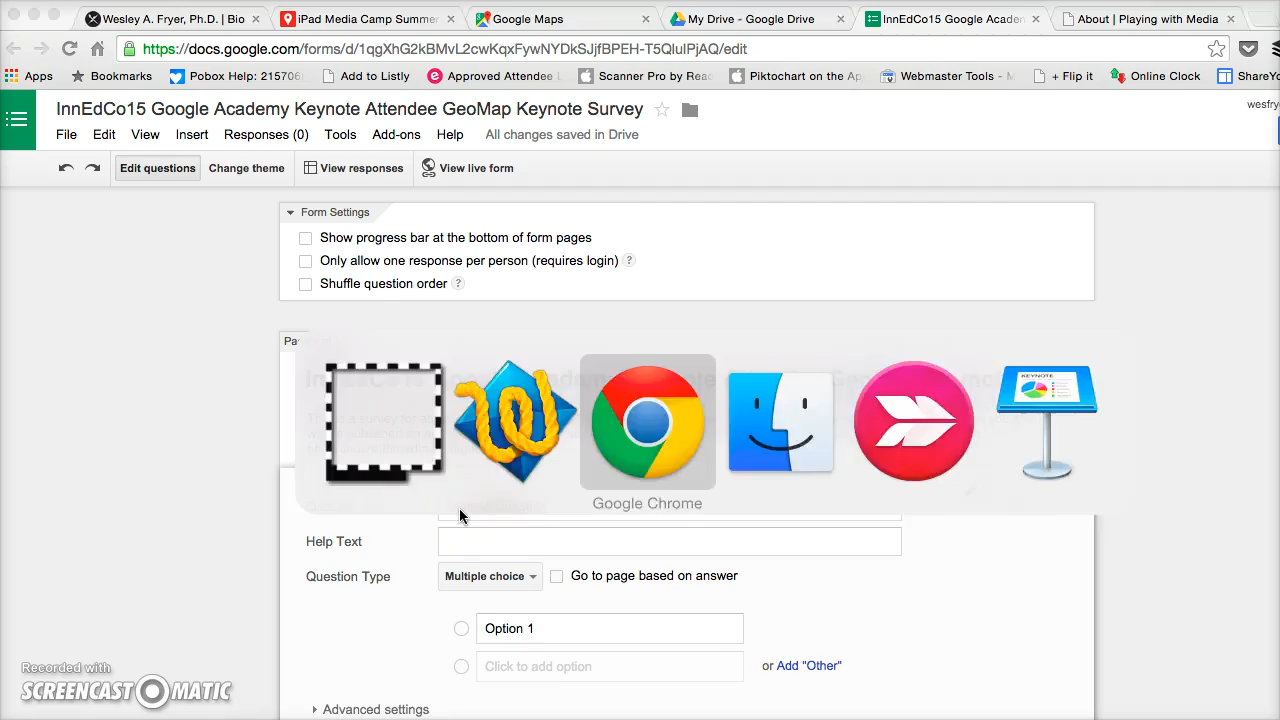 Wesley A. Fryer, Ph.D. | Bio
iPad Media Camp Summer
Google Maps
My Drive - Google Drive
InnEdCo15 Google Academ
About | Playing with Media
https://docs.google.com/forms/d/1qgXhG2kBMvL2cwKqxFywNYDkSJjfBPEH-T5QlulPjAQ/edit
Apps
Bookmarks
Pobox Help: 215706
Add to Listly
Approved Attendee L
Scanner Pro by Re
Piktochart on the App
Webmaster Tools - M
+ Flip it
Online Clock
ShareYo
InnEdCo15 Google Academy Keynote Attendee GeoMap Keynote Survey
wesfry
File Edit View Insert Responses (0) Tools Add-ons Help All changes saved in Drive
Edit questions
Change theme
View responses
View live form
Form Settings
Show progress bar at the bottom of form pages
Only allow one response per person (requires login) ?
Shuffle question order ?
KEYNOTE
Google Chrome
Help Text
Question Type
Multiple choice
Go to page based on answer
Option 1
Click to add option
or Add "Other"
Advanced settings
Recorded with
SCREENCAST-O-MATIC